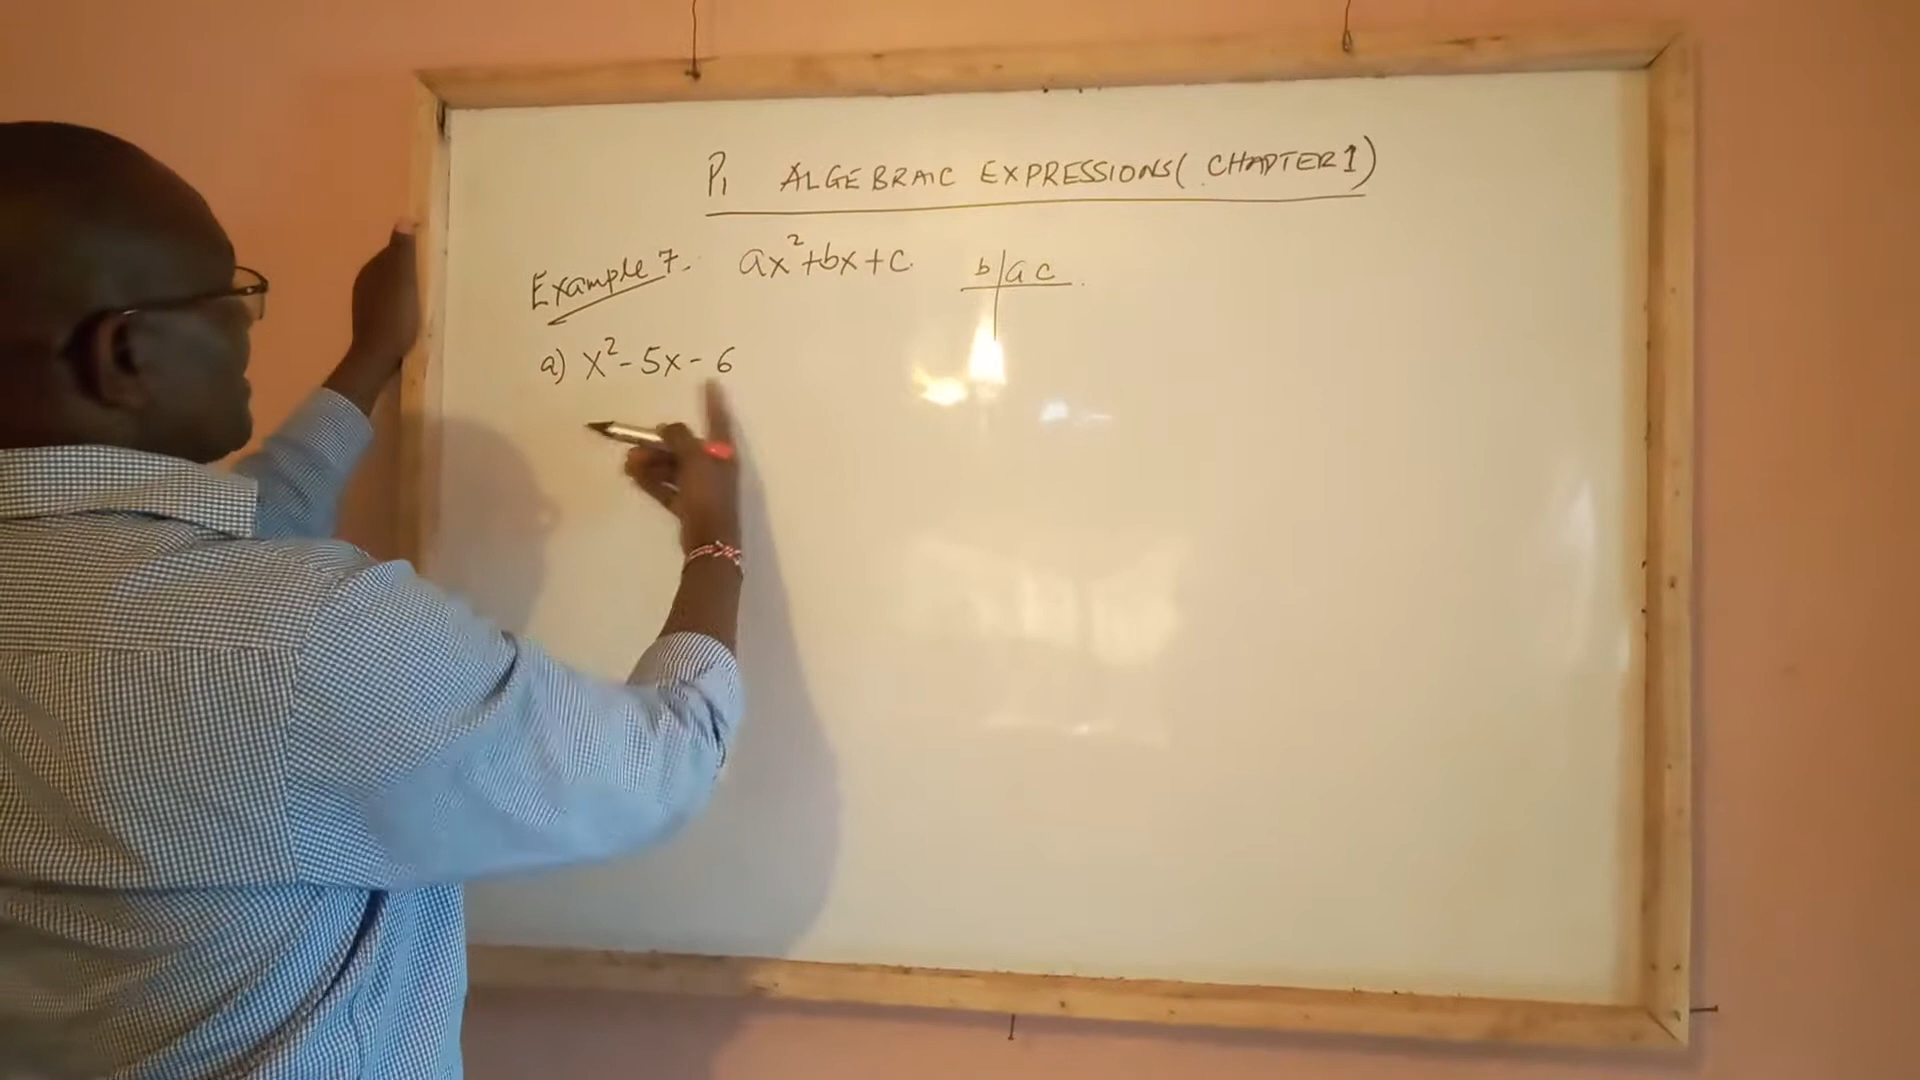 P₁ ALGEBRAIC EXPRESSIONS( CHAPTER 1)
Example 7. ax²+bx+c b|ac
a) x² - 5x - 6